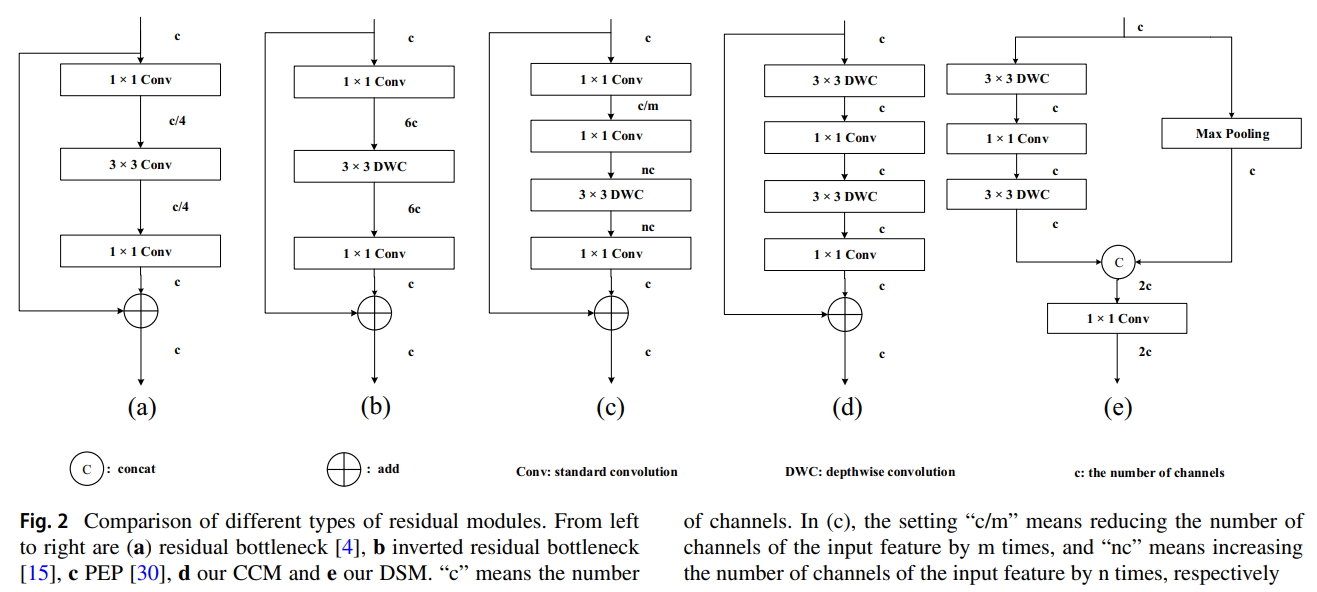 c
1 × 1 Conv
c/4
3 × 3 Conv
c/4
1 × 1 Conv
c
c
(a)
c
1 × 1 Conv
6c
3 × 3 DWC
6c
1 × 1 Conv
c
c
(b)
c
1 × 1 Conv
c/m
1 × 1 Conv
nc
3 × 3 DWC
nc
1 × 1 Conv
c
c
(c)
c
3 × 3 DWC
c
1 × 1 Conv
c
3 × 3 DWC
c
1 × 1 Conv
c
c
(d)
c
3 × 3 DWC
c
1 × 1 Conv
c
3 × 3 DWC
c
Max Pooling
c
C
2c
1 × 1 Conv
2c
(e)
C : concat
: add
Conv: standard convolution
DWC: depthwise convolution
c: the number of channels
Fig. 2 Comparison of different types of residual modules. From left
to right are (a) residual bottleneck [4], b inverted residual bottleneck
[15], c PEP [30], d our CCM and e our DSM. “c” means the number
of channels. In (c), the setting “c/m” means reducing the number of
channels of the input feature by m times, and “nc” means increasing
the number of channels of the input feature by n times, respectively